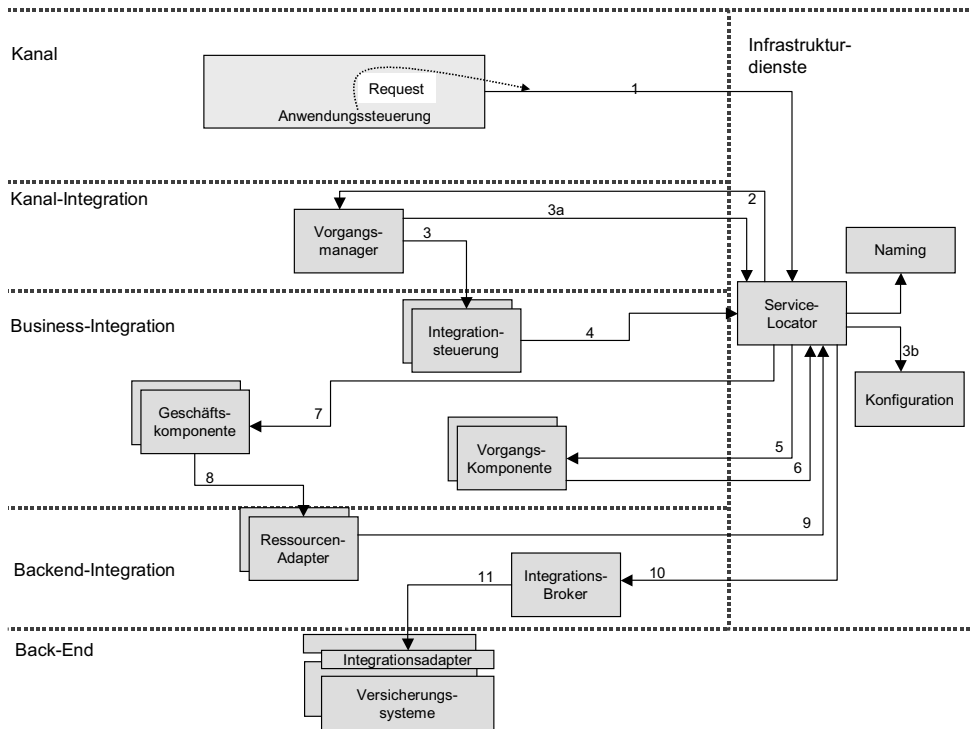 Kanal
Infrastruktur-
dienste
Request
1
Anwendungssteuerung
Kanal-Integration
2
3a
Vorgangs-
manager
3
Naming
Service-
Locator
Business-Integration
Integration-
steuerung
4
3b
Konfiguration
Geschäfts-
komponente
7
Vorgangs-
Komponente
5
6
8
Ressourcen-
Adapter
9
Backend-Integration
Integrations-
Broker
10
11
Back-End
Integrationsadapter
Versicherungs-
systeme